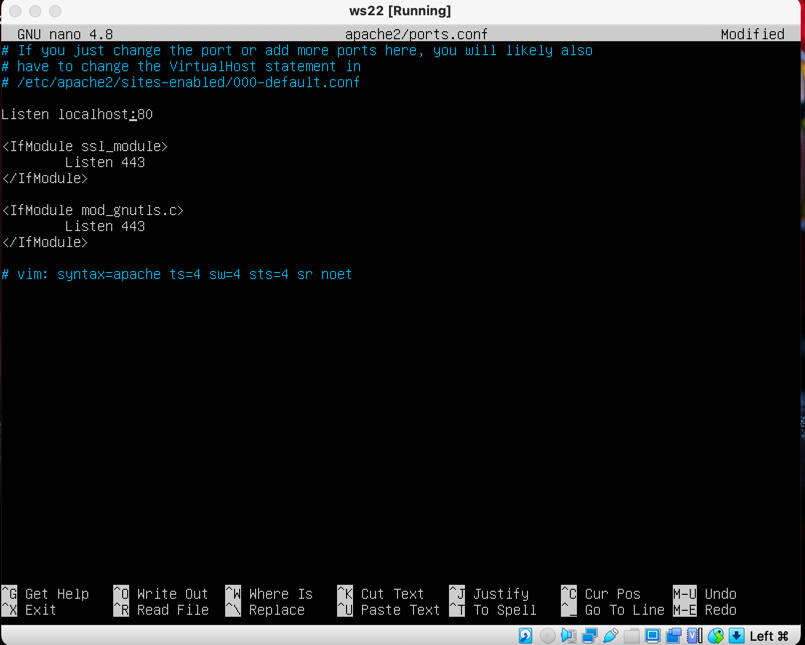 ws22 [Running]
GNU nano 4.8 apache2/ports.conf Modified
# If you just change the port or add more ports here, you will likely also
# have to change the VirtualHost statement in
# /etc/apache2/sites-enabled/000-default.conf
Listen localhost:80
<IfModule ssl_module>
Listen 443
</IfModule>
<IfModule mod_gnutls.c>
Listen 443
</IfModule>
# vim: syntax=apache ts=4 sw=4 sts=4 sr noet
^G Get Help ^O Write Out ^W Where Is ^K Cut Text ^J Justify ^C Cur Pos M-U Undo
^X Exit ^R Read File ^\ Replace ^U Paste Text ^T To Spell ^_ Go To Line M-E Redo
Left ⌘